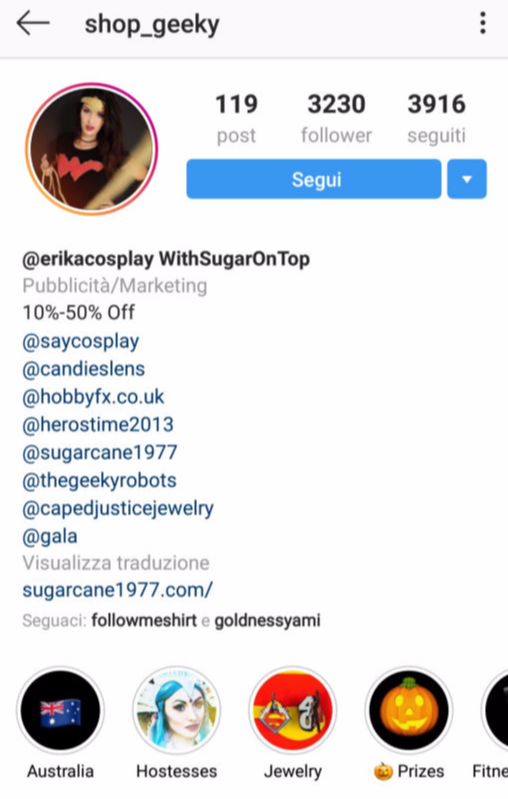 shop_geeky
119 3230 3916
post follower seguiti
Segui
@erikacosplay WithSugarOnTop
Pubblicità/Marketing
10%-50% Off
@saycosplay
@candieslens
@hobbyfx.co.uk
@herostime2013
@sugarcane1977
@thegeekyrobots
@capedjusticejewelry
@gala
Visualizza traduzione
sugarcane1977.com/
Seguaci: followmeshirt e goldnessyami
Australia Hostesses Jewelry 🎃 Prizes Fitne